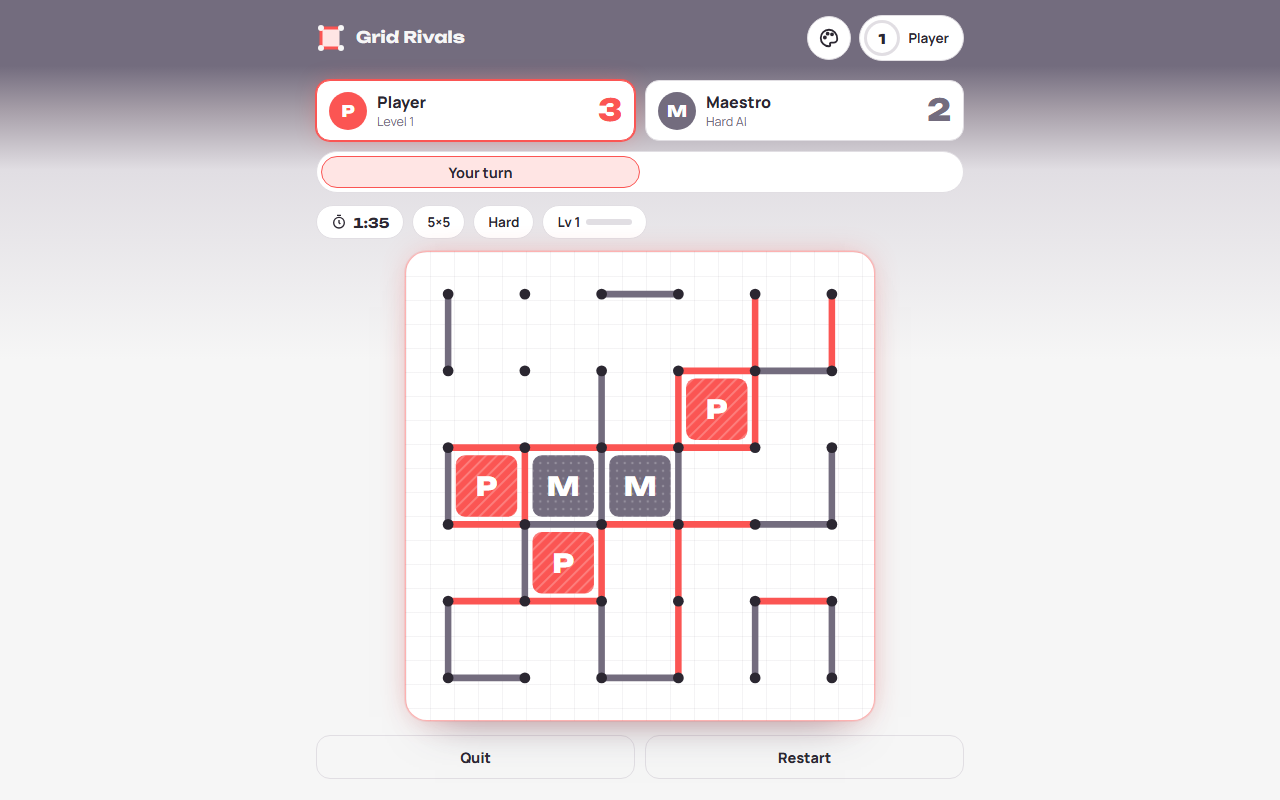 Grid Rivals
1 Player
P Player 3
Level 1
M Maestro 2
Hard AI
Your turn
1:35 5×5 Hard Lv 1
P
P M M
P
Quit Restart